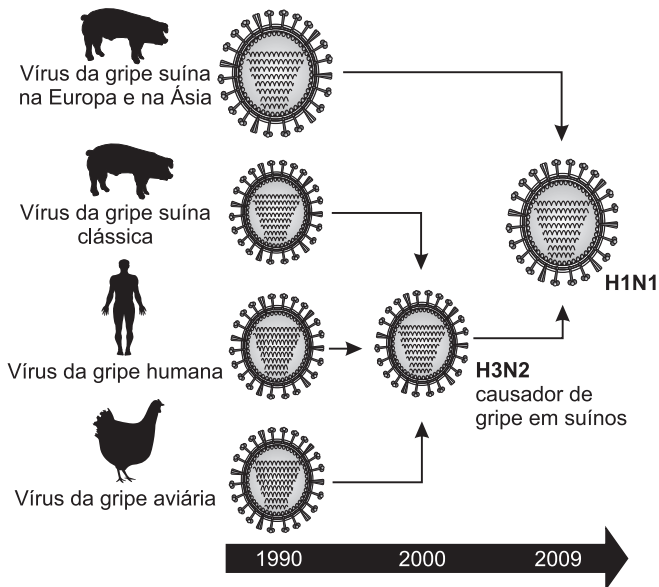 Vírus da gripe suína
na Europa e na Ásia
Vírus da gripe suína
clássica
H1N1
Vírus da gripe humana
H3N2
causador de
gripe em suínos
Vírus da gripe aviária
1990 2000 2009